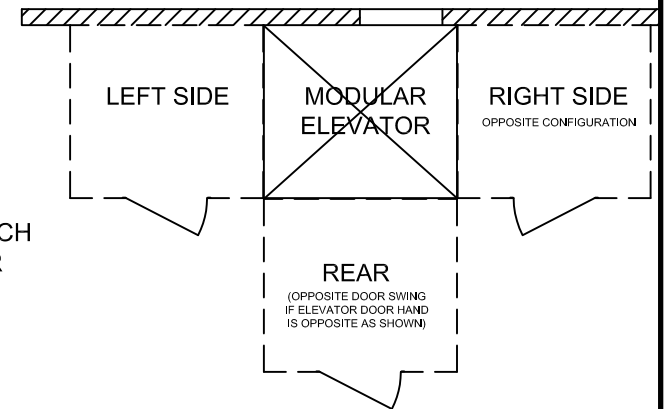 LEFT SIDE
MODULAR
ELEVATOR
RIGHT SIDE
OPPOSITE CONFIGURATION
CH
R
REAR
(OPPOSITE DOOR SWING
IF ELEVATOR DOOR HAND
IS OPPOSITE AS SHOWN)